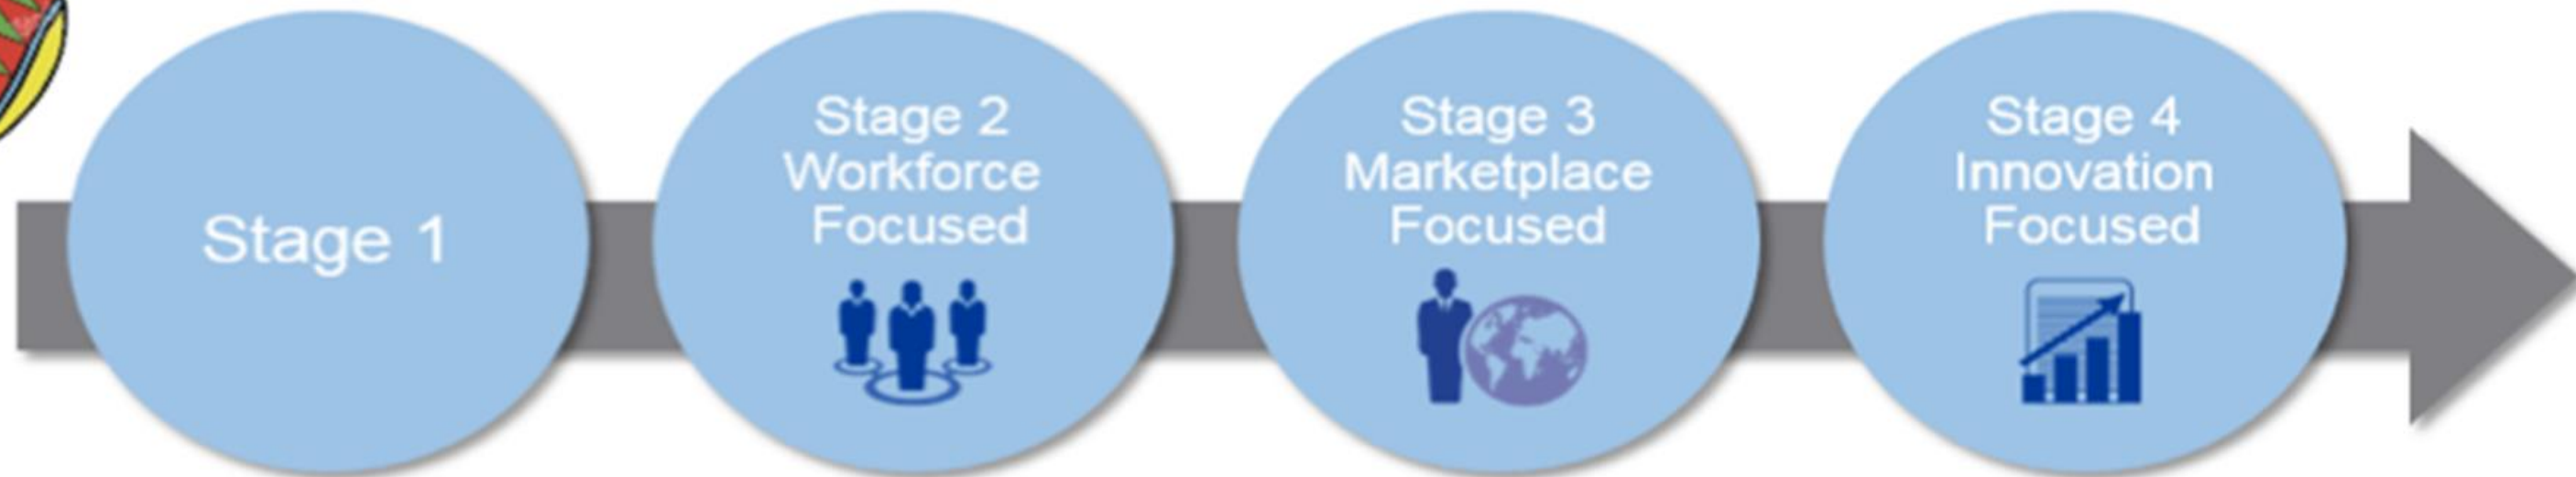 Stage 1
Stage 2
Workforce
Focused
Stage 3
Marketplace
Focused
Stage 4
Innovation
Focused